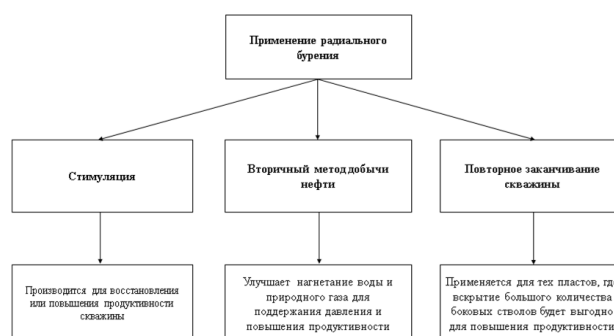 Применение радиального
бурения
Стимуляция
Вторичный метод добычи
нефти
Повторное заканчивание
скважины
Производится для восстановления
или повышения продуктивности
скважины
Улучшает нагнетание воды и
природного газа для
поддержания давления и
повышения продуктивности
Применяется для тех пластов, где
вскрытие большого количества
боковых стволов будет выгодна
для повышения продуктивности